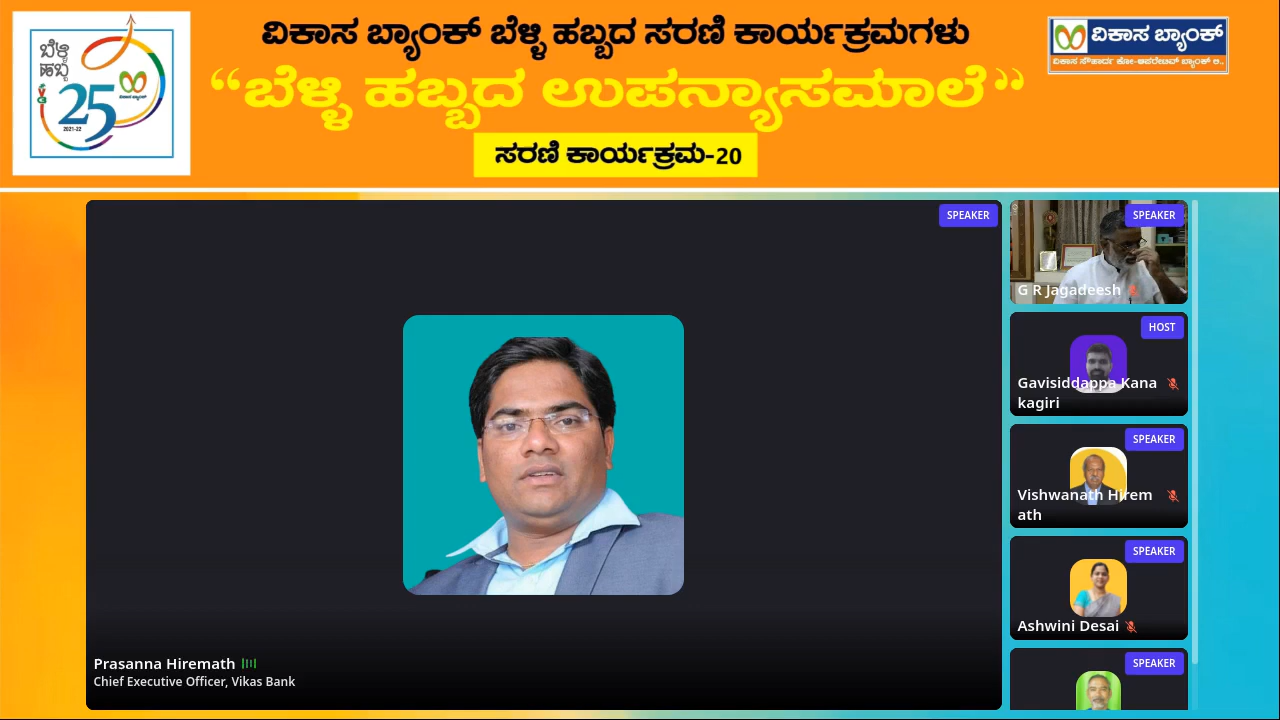 ವಿಕಾಸ ಬ್ಯಾಂಕ್ ಬೆಳ್ಳಿ ಹಬ್ಬದ ಸರಣಿ ಕಾರ್ಯಕ್ರಮಗಳು
“ಬೆಳ್ಳಿ ಹಬ್ಬದ ಉಪನ್ಯಾಸಮಾಲೆ”
ಸರಣಿ ಕಾರ್ಯಕ್ರಮ-20
ಬೆಳ್ಳಿ
ಹಬ್ಬ
25
2021-22
ವಿಕಾಸ ಬ್ಯಾಂಕ್
ವಿಕಾಸ ಸೌಹಾರ್ದ ಕೋ-ಆಪರೇಟಿವ್ ಬ್ಯಾಂಕ್ ಲಿ..
SPEAKER
Prasanna Hiremath
Chief Executive Officer, Vikas Bank
SPEAKER
G R Jagadeesh
HOST
Gavisiddappa Kana
kagiri
SPEAKER
Vishwanath Hirem
ath
SPEAKER
Ashwini Desai
SPEAKER